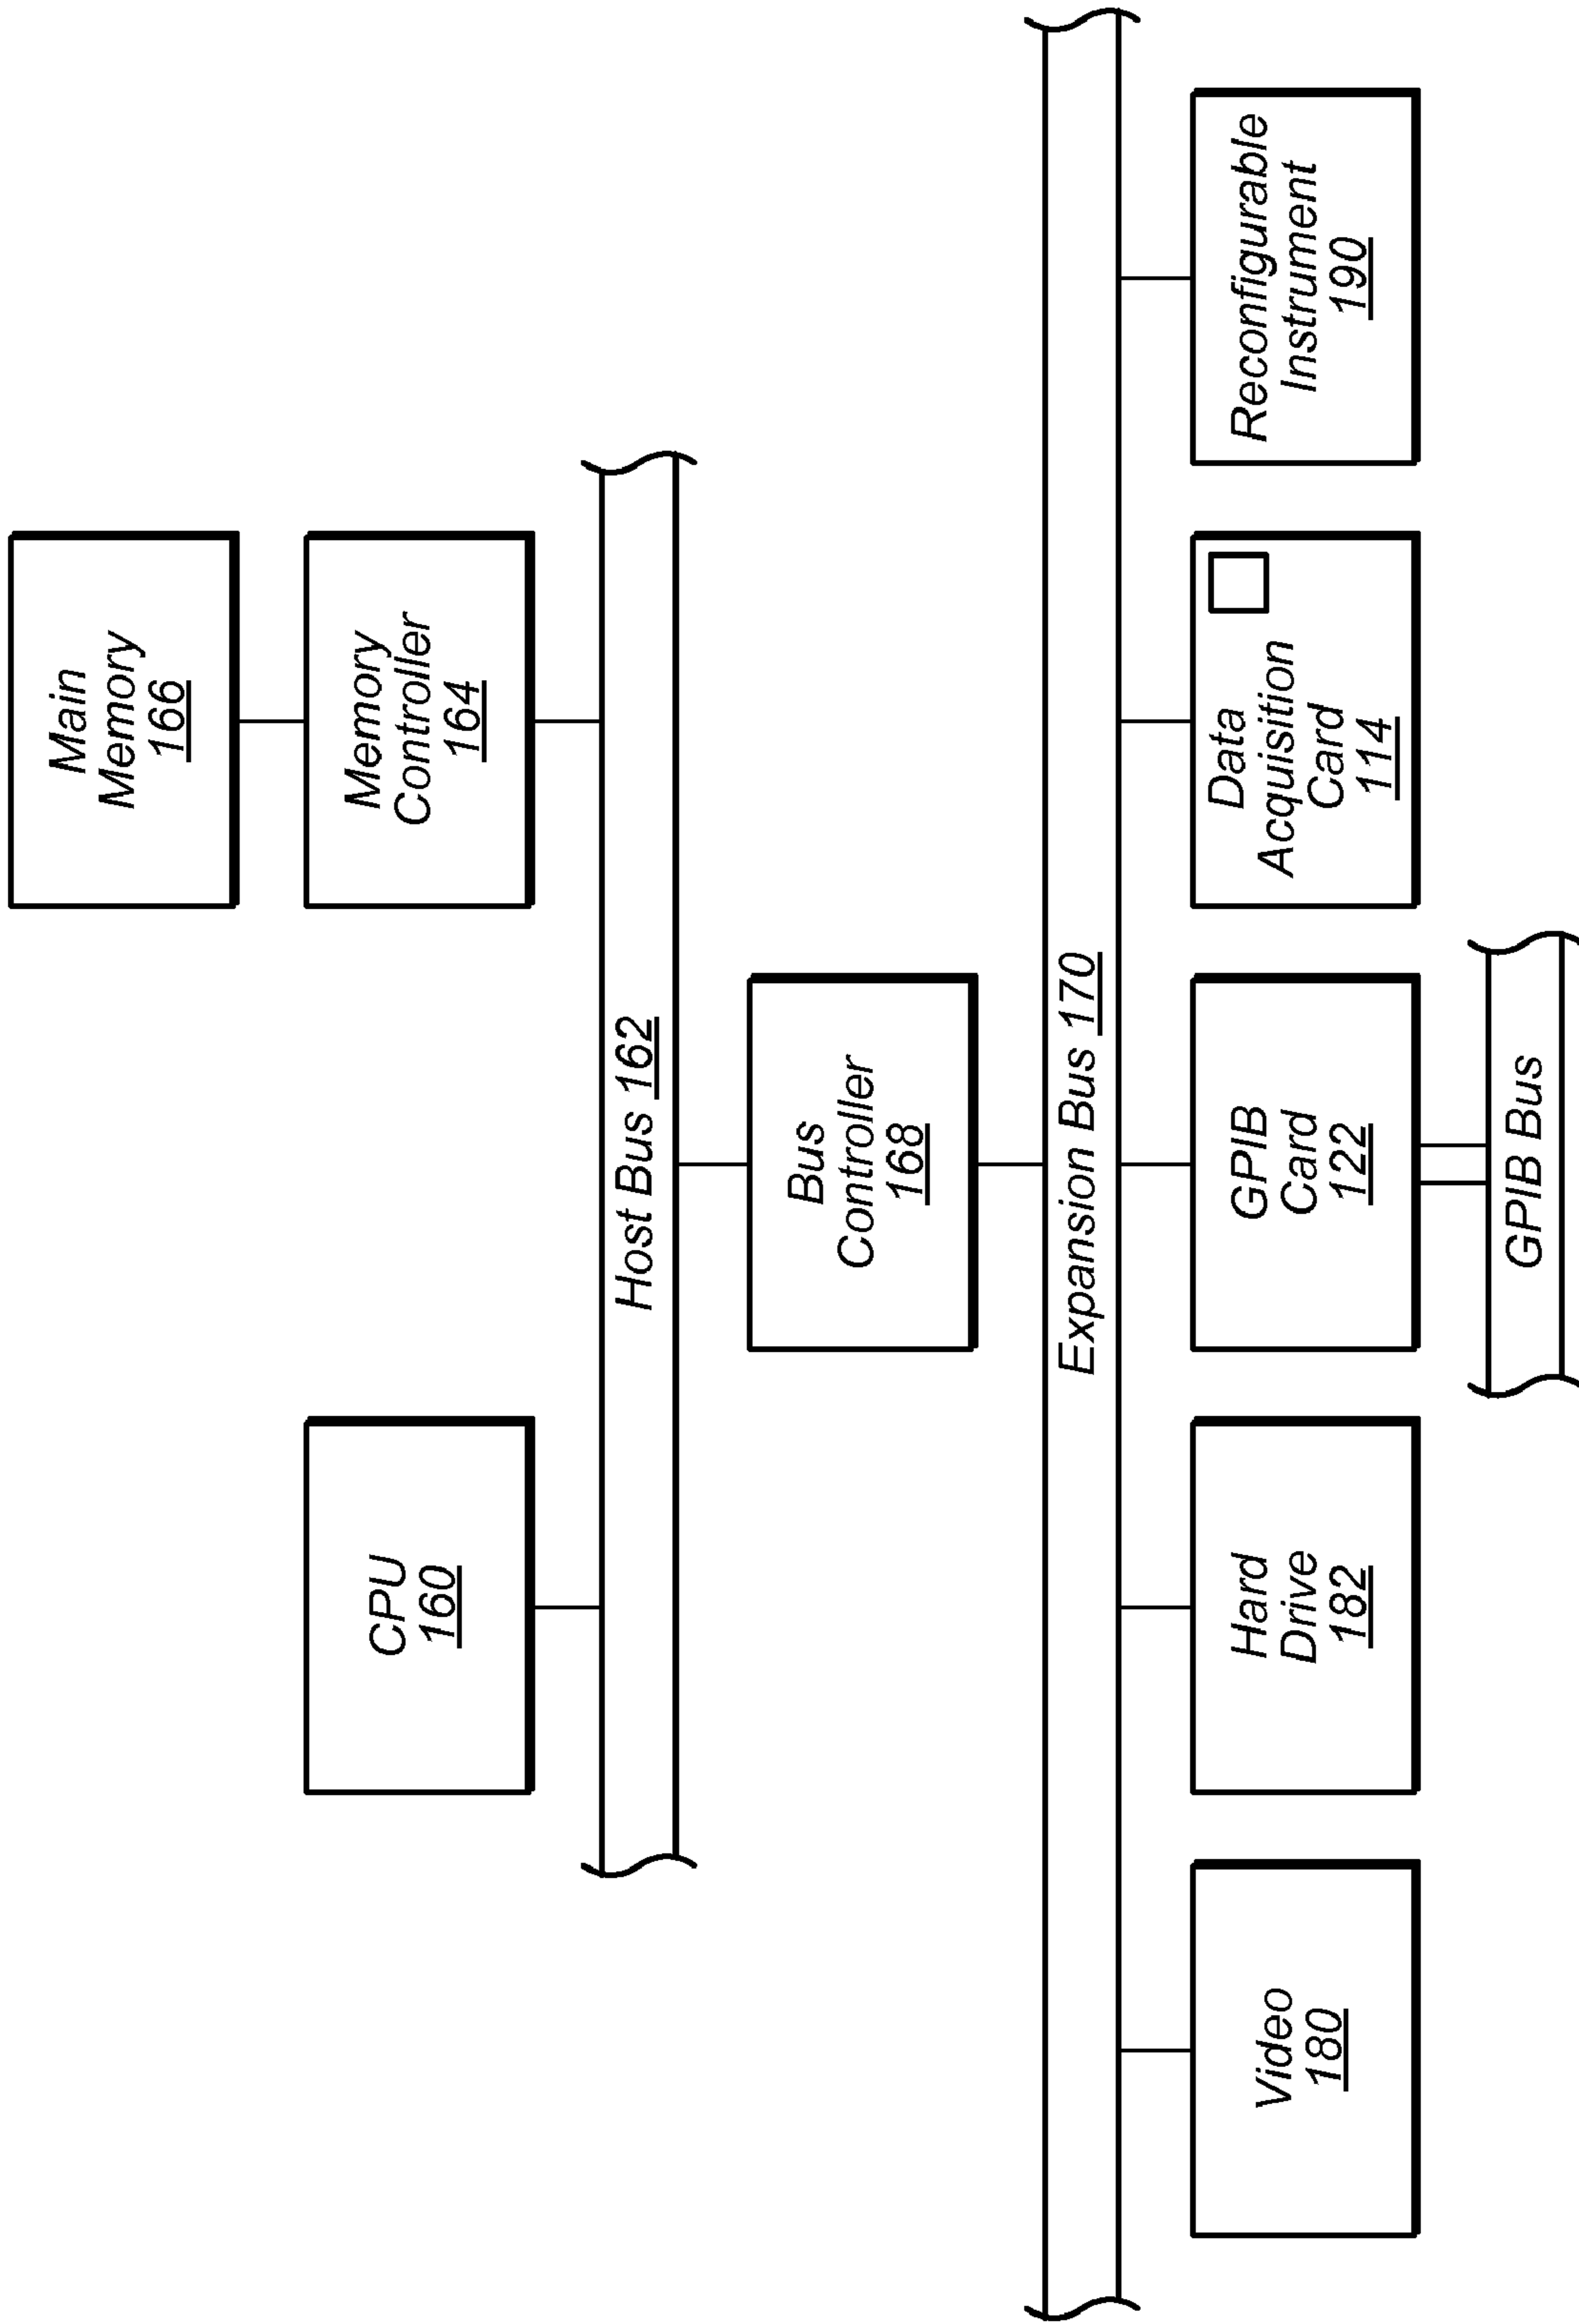 Main
Memory
166
CPU
160
Memory
Controller
164
Host Bus 162
Bus
Controller
168
Expansion Bus 170
Video
180
Hard
Drive
182
GPIB
Card
122
Data
Acquisition
Card
114
Reconfigurable
Instrument
190
GPIB Bus